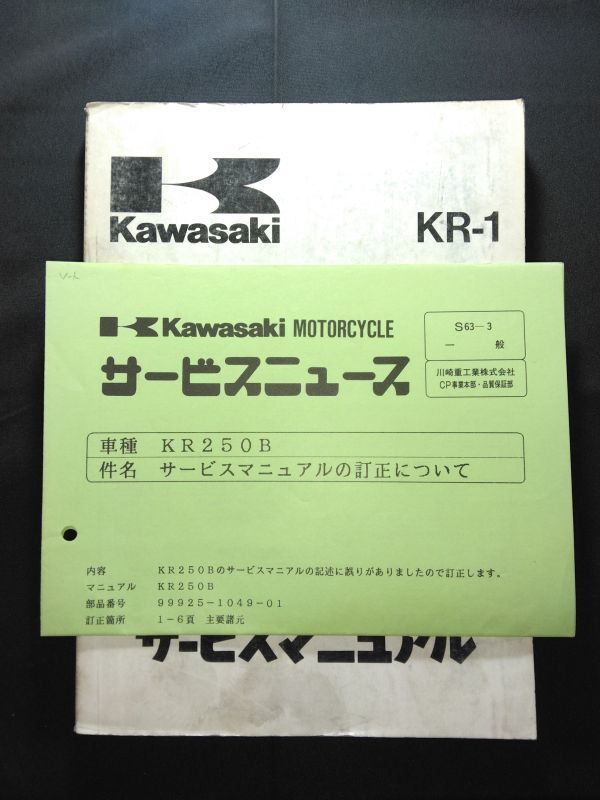 Kawasaki
KR-1
Kawasaki MOTORCYCLE
サービスニュース
S63-3
一 般
川崎重工業株式会社
CP事業本部・品質保証部
車種 KR250B
件名 サービスマニュアルの訂正について
内容 KR250Bのサービスマニアルの記述に誤りがありましたので訂正します。
マニュアル KR250B
部品番号 99925-1049-01
訂正箇所 1-6頁 主要諸元
サービスマニュアル